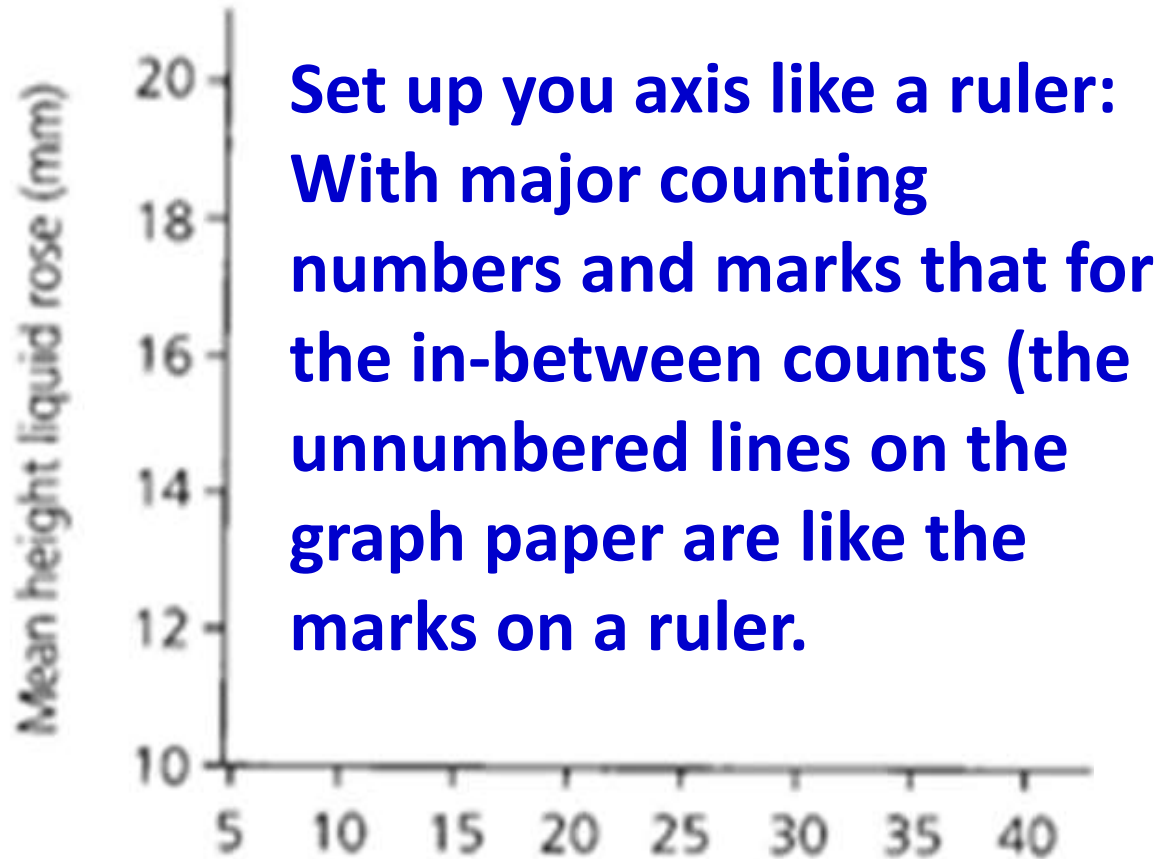 Mean height liquid rose (mm)
20
18
16
14
12
10
5 10 15 20 25 30 35 40
Set up you axis like a ruler:
With major counting
numbers and marks that for
the in-between counts (the
unnumbered lines on the
graph paper are like the
marks on a ruler.